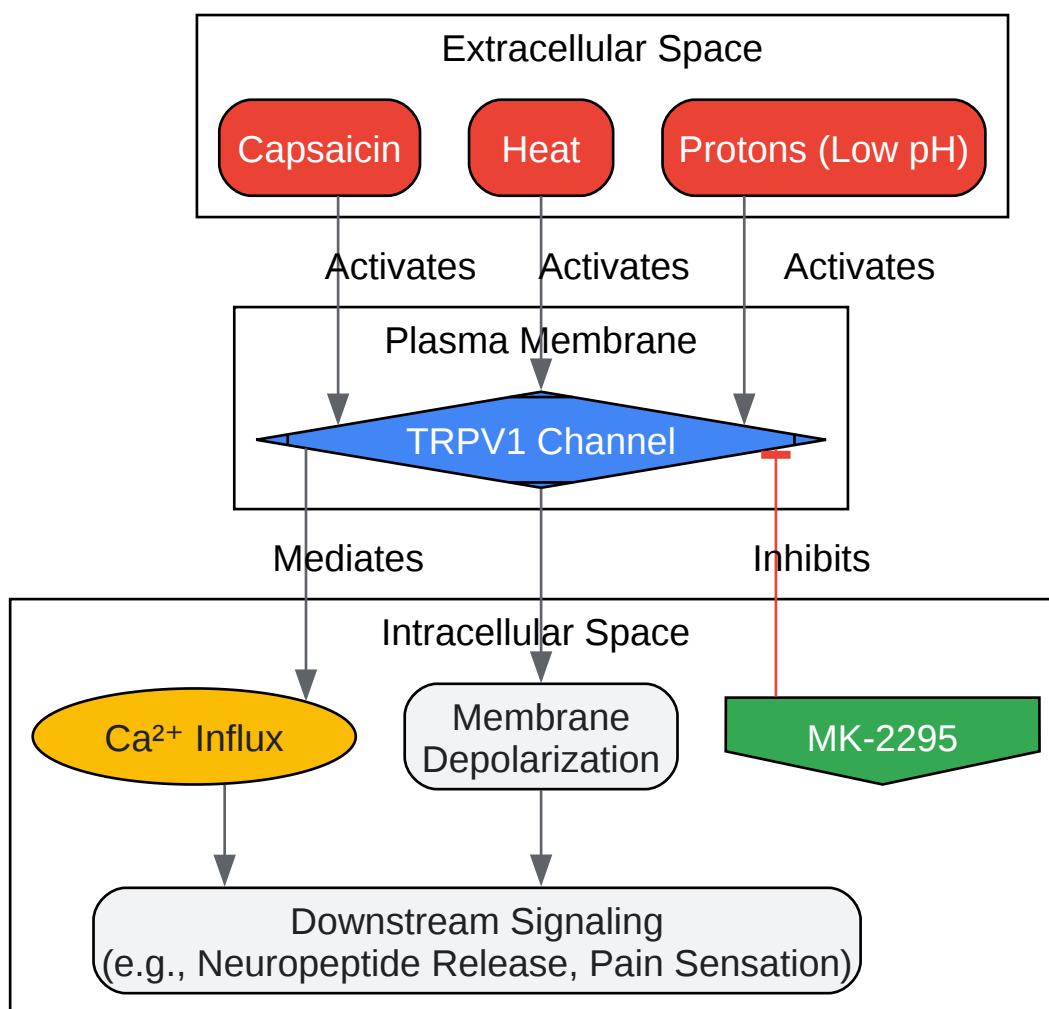 Extracellular Space
Capsaicin
Heat
Protons (Low pH)
Activates
Activates
Activates
Plasma Membrane
TRPV1 Channel
Mediates
Inhibits
Intracellular Space
Ca²⁺ Influx
Membrane
Depolarization
MK-2295
Downstream Signaling
(e.g., Neuropeptide Release, Pain Sensation)